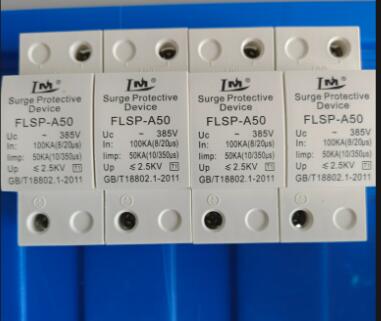 Surge Protective
Device
FLSP-A50
Uc ~ 385V
In: 100KA(8/20µs)
Iimp: 50KA(10/350µs)
Up ≤ 2.5KV T1
GB/T18802.1-2011
Surge Protective
Device
FLSP-A50
Uc ~ 385V
In: 100KA(8/20µs)
Iimp: 50KA(10/350µs)
Up ≤ 2.5KV T1
GB/T18802.1-2011
Surge Protective
Device
FLSP-A50
Uc ~ 385V
In: 100KA(8/20µs)
Iimp: 50KA(10/350µs)
Up ≤ 2.5KV T1
GB/T18802.1-2011
Surge Protective
Device
FLSP-A50
Uc ~ 385V
In: 100KA(8/20µs)
Iimp: 50KA(10/350µs)
Up ≤ 2.5KV T1
GB/T18802.1-2011